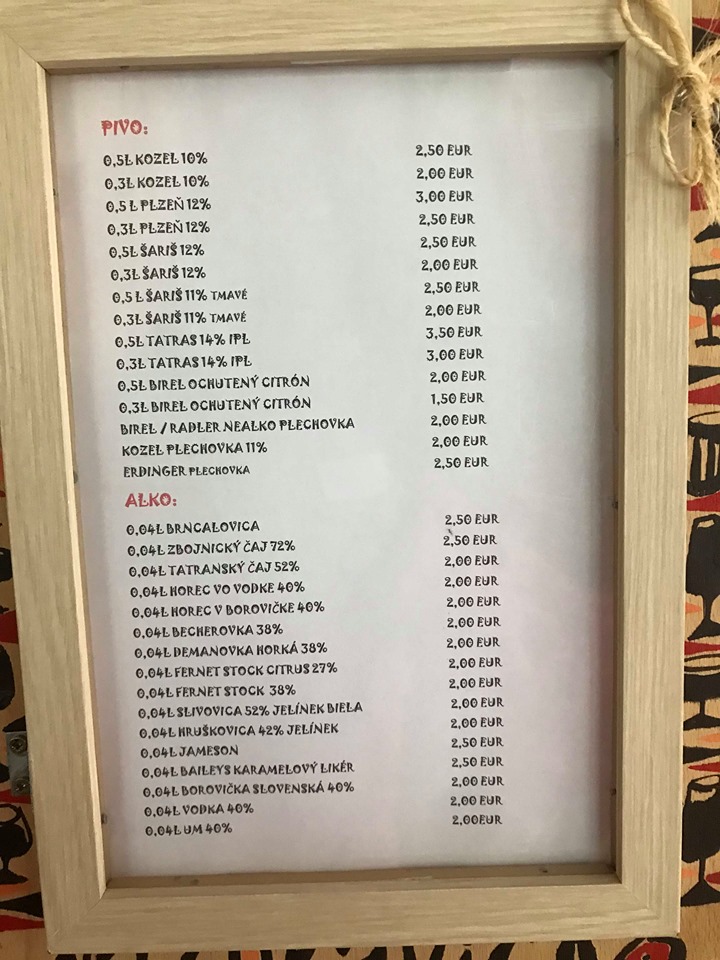 PIVO:
0,5L KOZEL 10% 2,50 EUR
0,3L KOZEL 10% 2,00 EUR
0,5 L PLZEŇ 12% 3,00 EUR
0,3L PLZEŇ 12% 2,50 EUR
0,5L ŠARIŠ 12% 2,50 EUR
0,3L ŠARIŠ 12% 2,00 EUR
0,5 L ŠARIŠ 11% TMAVÉ 2,50 EUR
0,3L ŠARIŠ 11% TMAVÉ 2,00 EUR
0,5L TATRAS 14% IPL 3,50 EUR
0,3L TATRAS 14% IPL 3,00 EUR
0,5L BIREL OCHUTENÝ CITRÓN 2,00 EUR
0,3L BIREL OCHUTENÝ CITRÓN 1,50 EUR
BIREL / RADLER NEALKO PLECHOVKA 2,00 EUR
KOZEL PLECHOVKA 11% 2,00 EUR
ERDINGER PLECHOVKA 2,50 EUR
ALKO:
0,04L BRNCALOVICA 2,50 EUR
0,04L ZBOJNICKÝ ČAJ 72% 2,50 EUR
0,04L TATRANSKÝ ČAJ 52% 2,00 EUR
0,04L HOREC VO VODKE 40% 2,00 EUR
0,04L HOREC V BOROVIČKE 40% 2,00 EUR
0,04L BECHEROVKA 38% 2,00 EUR
0,04L DEMANOVKA HORKÁ 38% 2,00 EUR
0,04L FERNET STOCK CITRUS 27% 2,00 EUR
0,04L FERNET STOCK 38% 2,00 EUR
0,04L SLIVOVICA 52% JELÍNEK BIELA 2,00 EUR
0,04L HRUŠKOVICA 42% JELÍNEK 2,00 EUR
0,04L JAMESON 2,50 EUR
0,04L BAILEYS KARAMELOVÝ LIKÉR 2,50 EUR
0,04L BOROVIČKA SLOVENSKÁ 40% 2,00 EUR
0,04L VODKA 40% 2,00 EUR
0,04L UM 40% 2,00EUR